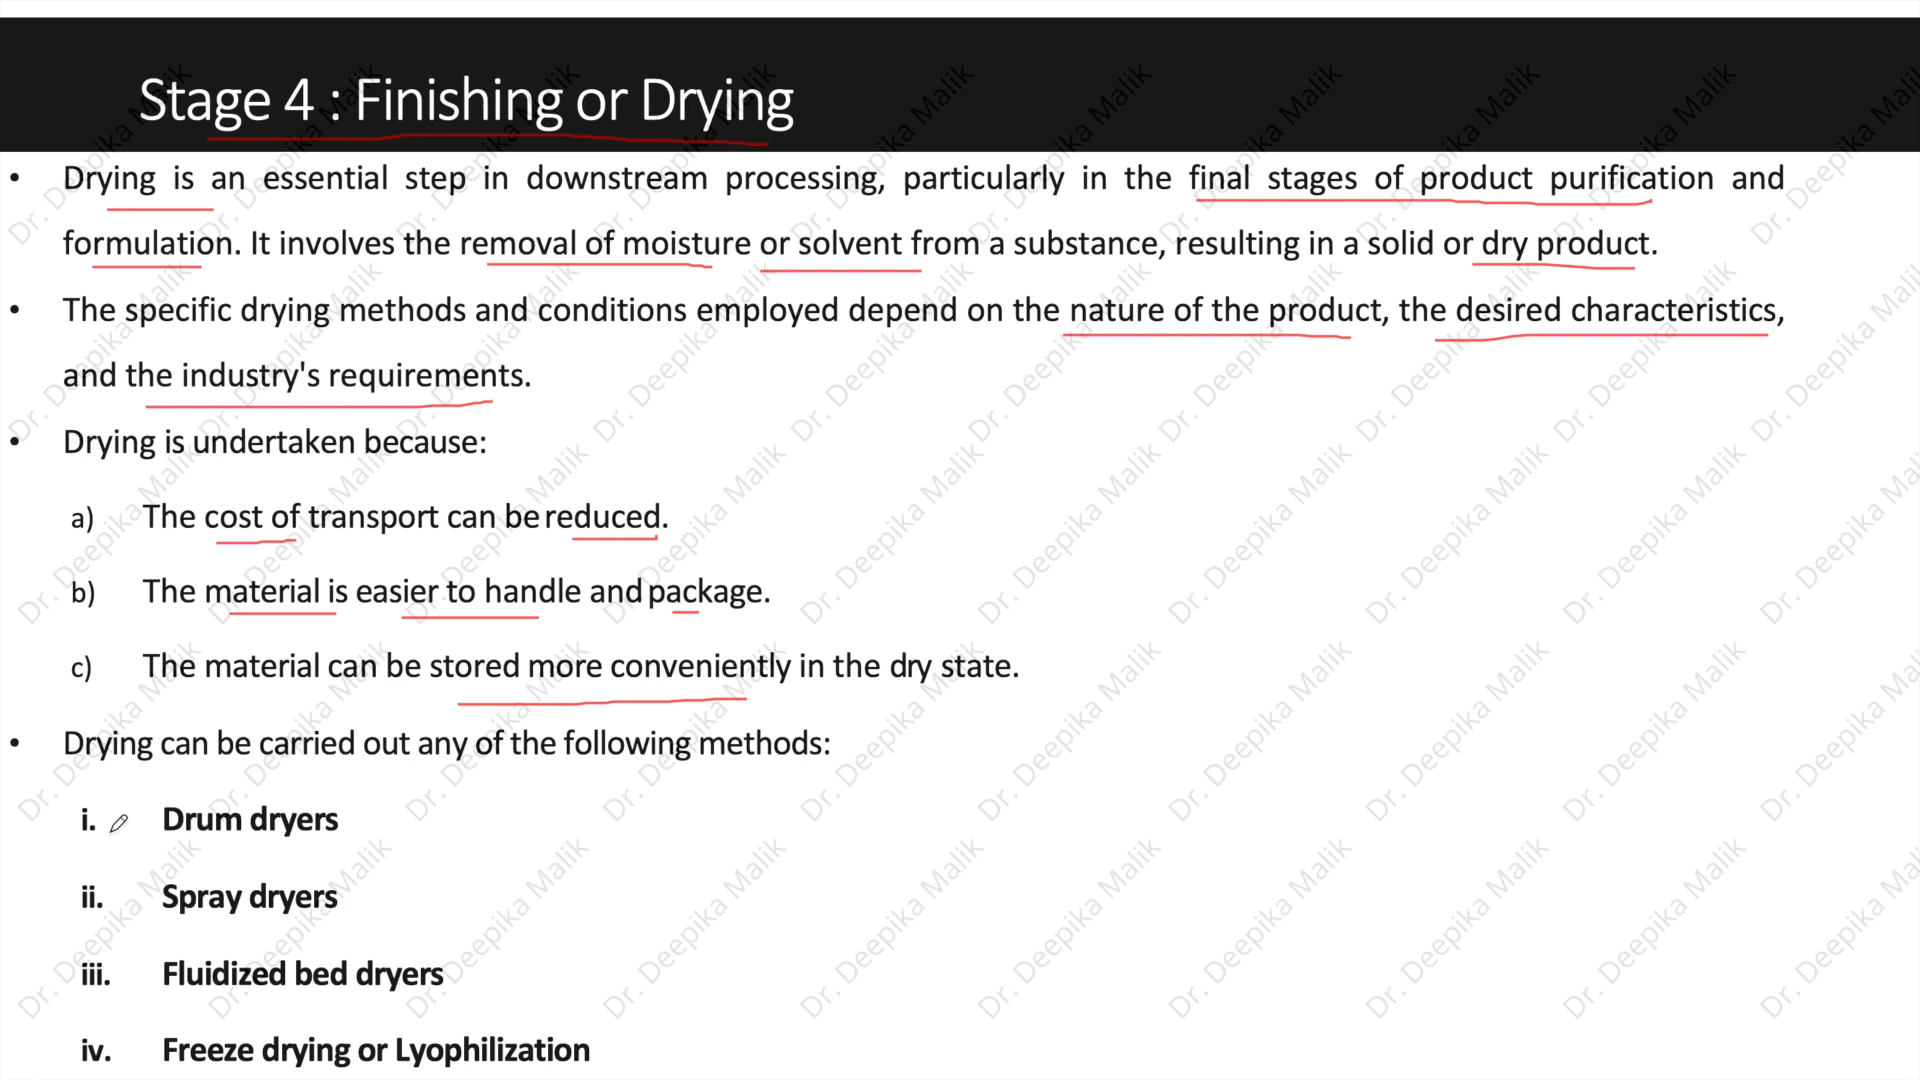 Stage 4 : Finishing or Drying
• Drying is an essential step in downstream processing, particularly in the final stages of product purification and
formulation. It involves the removal of moisture or solvent from a substance, resulting in a solid or dry product.
• The specific drying methods and conditions employed depend on the nature of the product, the desired characteristics,
and the industry's requirements.
• Drying is undertaken because:
a) The cost of transport can be reduced.
b) The material is easier to handle and package.
c) The material can be stored more conveniently in the dry state.
• Drying can be carried out any of the following methods:
i. Drum dryers
ii. Spray dryers
iii. Fluidized bed dryers
iv. Freeze drying or Lyophilization
Dr. Deepika Malik